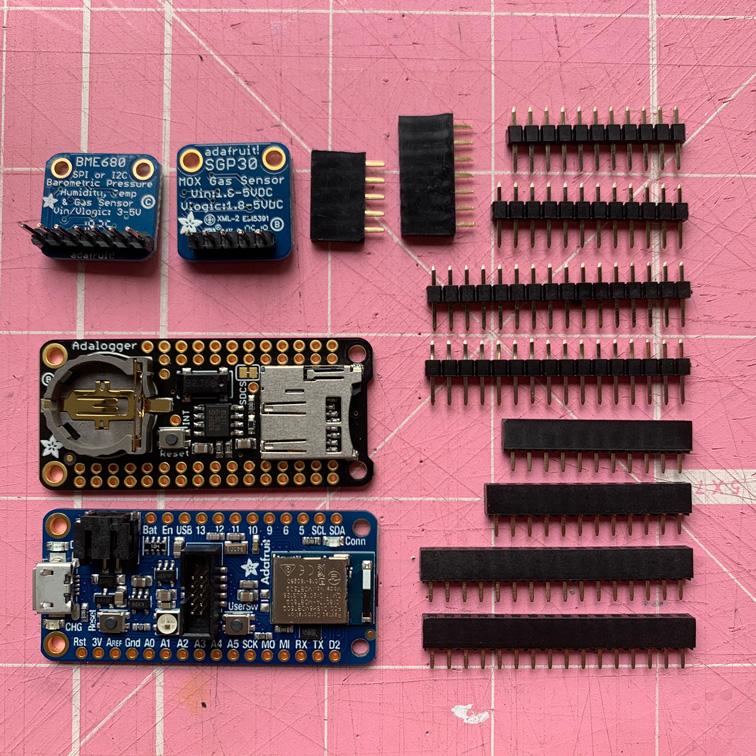 BME680
SPI or I2C
Barometric Pressure
Humidity, Temp
& Gas Sensor
Vin/Vlogic: 3-5V
adafruit!
adafruit!
SGP30
MOX Gas Sensor
Vin:1.8-5VDC
Vlogic:1.8-5VDC
B
Adalogger
B
SDCS
INT
Reset
Bat En USB 13 12 11 10 9 6 5 SCL SDA
Conn
Adafruit
Reset
UserSw
CHG
Rst 3V AREF Gnd A0 A1 A2 A3 A4 A5 SCK MO MI RX TX D2